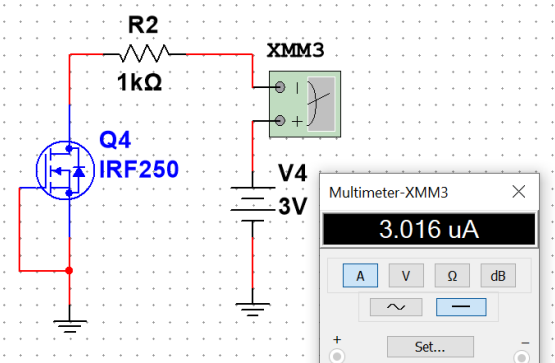 R2
XMM3
1kΩ
Q4
IRF250
V4
3V
Multimeter-XMM3
3.016 uA
A V Ω dB
+ Set... −